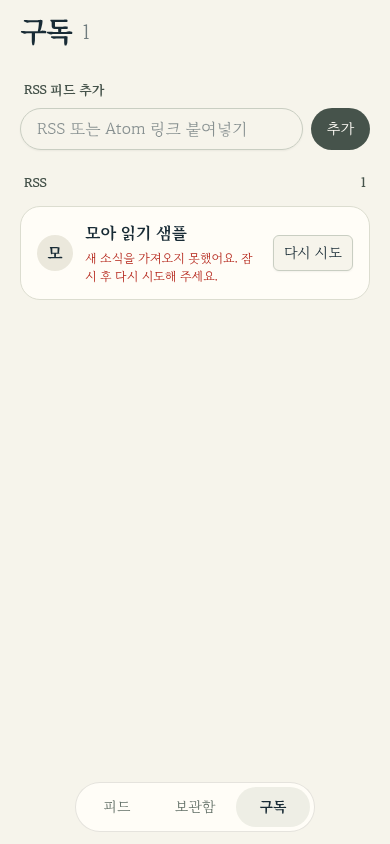 구독 1
RSS 피드 추가
RSS 또는 Atom 링크 붙여넣기
추가
RSS 1
모
모아 읽기 샘플
새 소식을 가져오지 못했어요. 잠
시 후 다시 시도해 주세요.
다시 시도
피드 보관함 구독